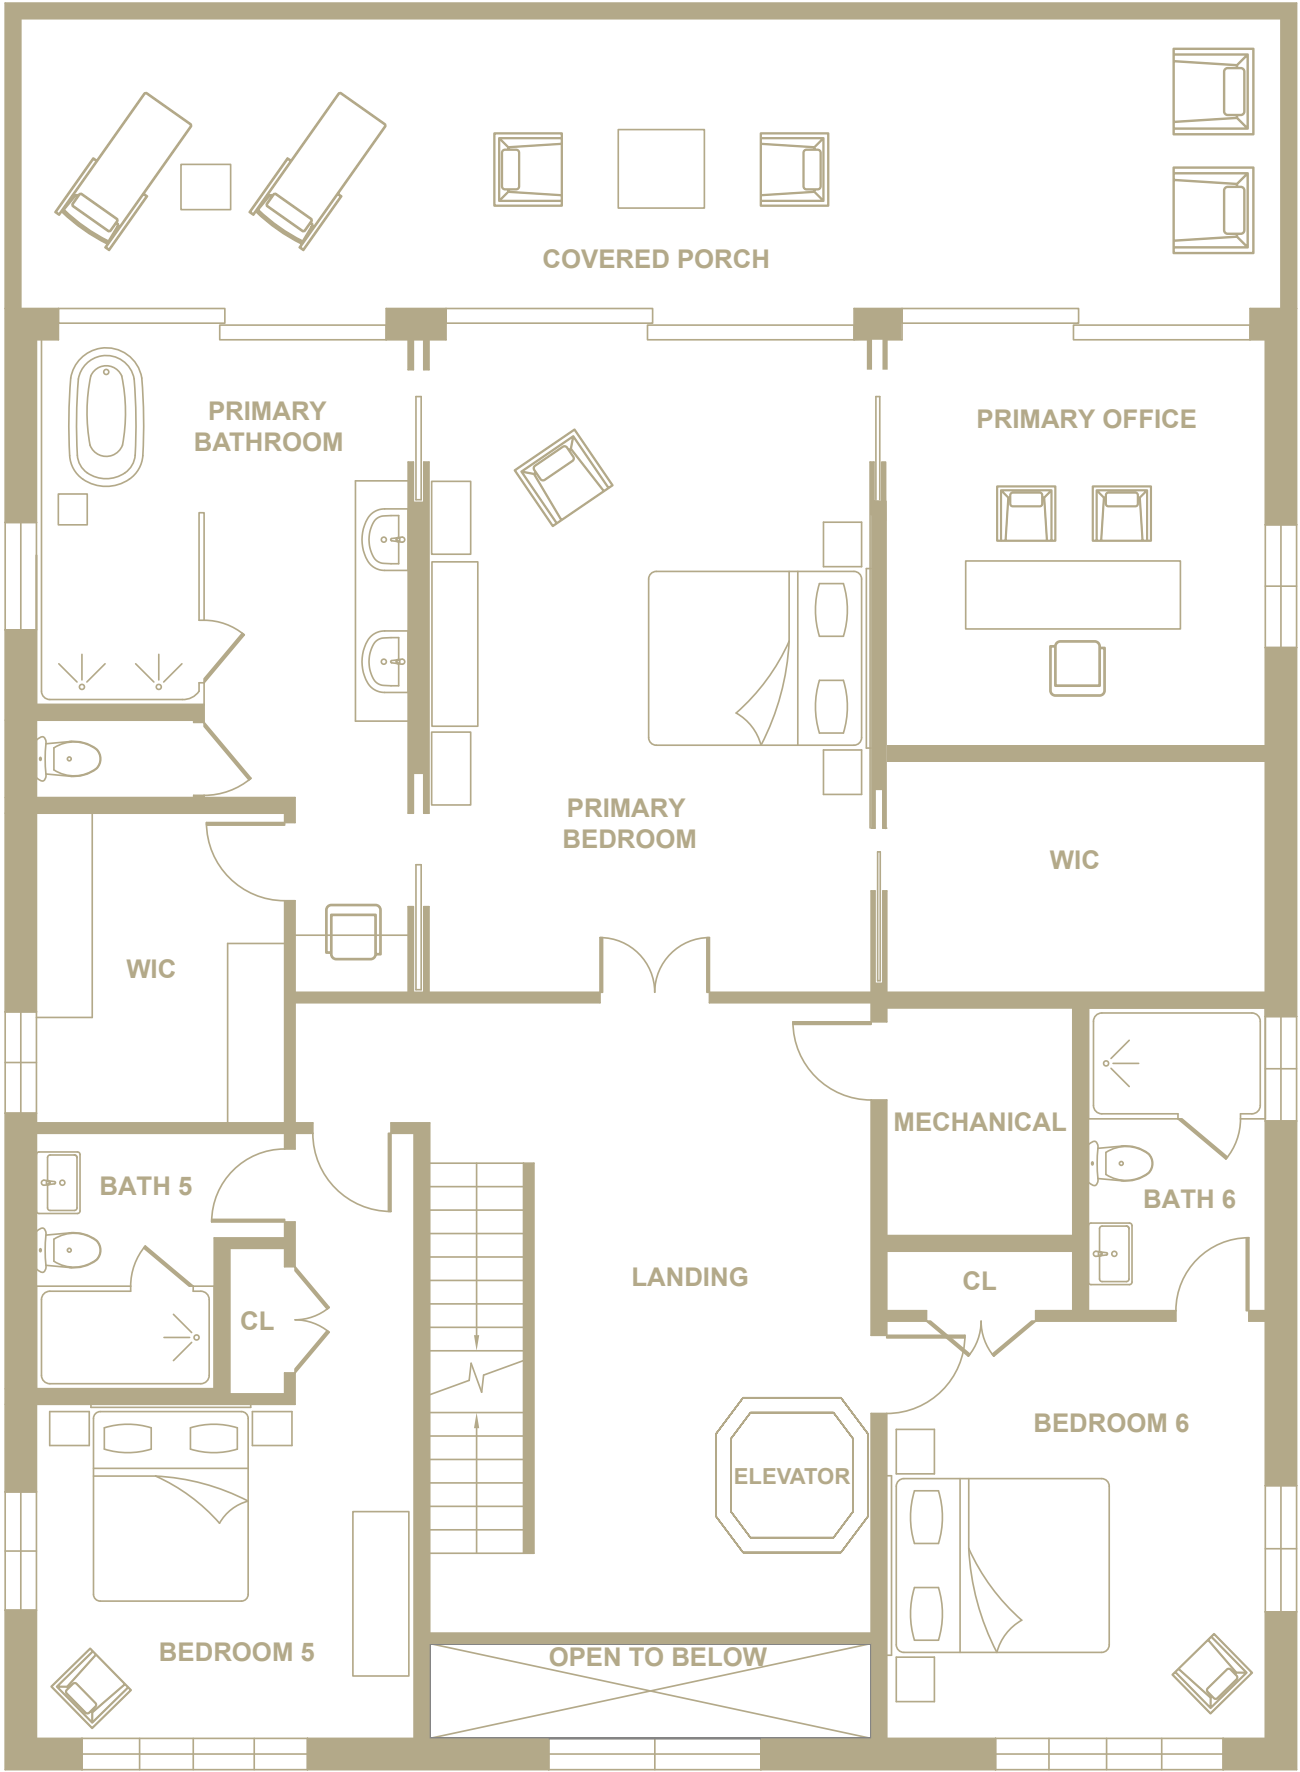 COVERED PORCH
PRIMARY
BATHROOM
PRIMARY OFFICE
PRIMARY
BEDROOM
WIC
WIC
MECHANICAL
BATH 5
BATH 6
LANDING
CL
CL
BEDROOM 6
ELEVATOR
BEDROOM 5
OPEN TO BELOW